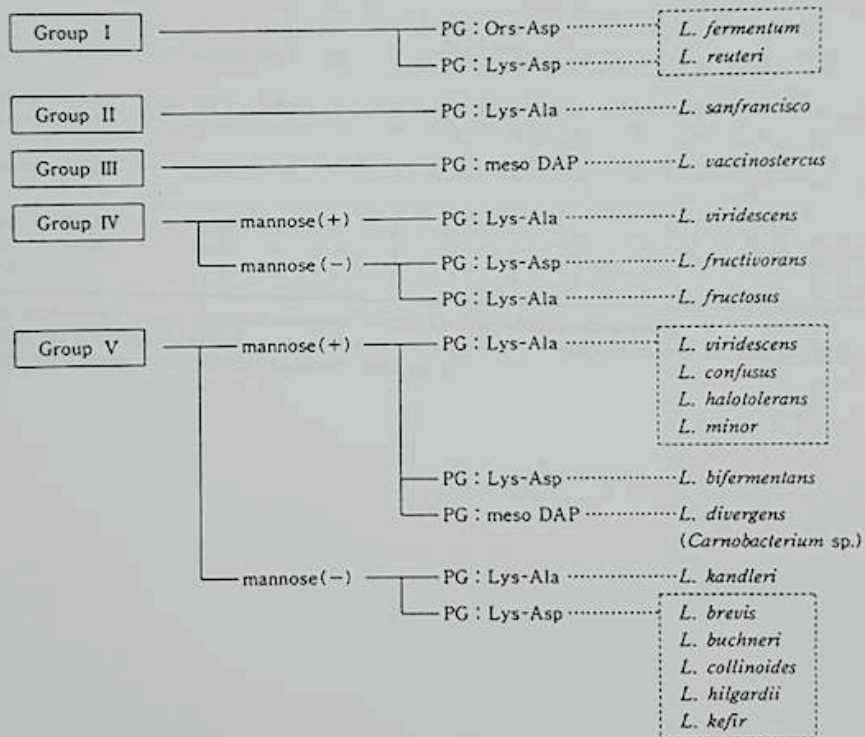 Group I
PG : Ors-Asp
L. fermentum
PG : Lys-Asp
L. reuteri
Group II
PG : Lys-Ala
L. sanfrancisco
Group III
PG : meso DAP
L. vaccinostercus
Group IV
mannose(+)
PG : Lys-Ala
L. viridescens
mannose(−)
PG : Lys-Asp
L. fructivorans
PG : Lys-Ala
L. fructosus
Group V
mannose(+)
PG : Lys-Ala
L. viridescens
L. confusus
L. halotolerans
L. minor
PG : Lys-Asp
L. bifermentans
PG : meso DAP
L. divergens
(Carnobacterium sp.)
mannose(−)
PG : Lys-Ala
L. kandleri
PG : Lys-Asp
L. brevis
L. buchneri
L. collinoides
L. hilgardii
L. kefir